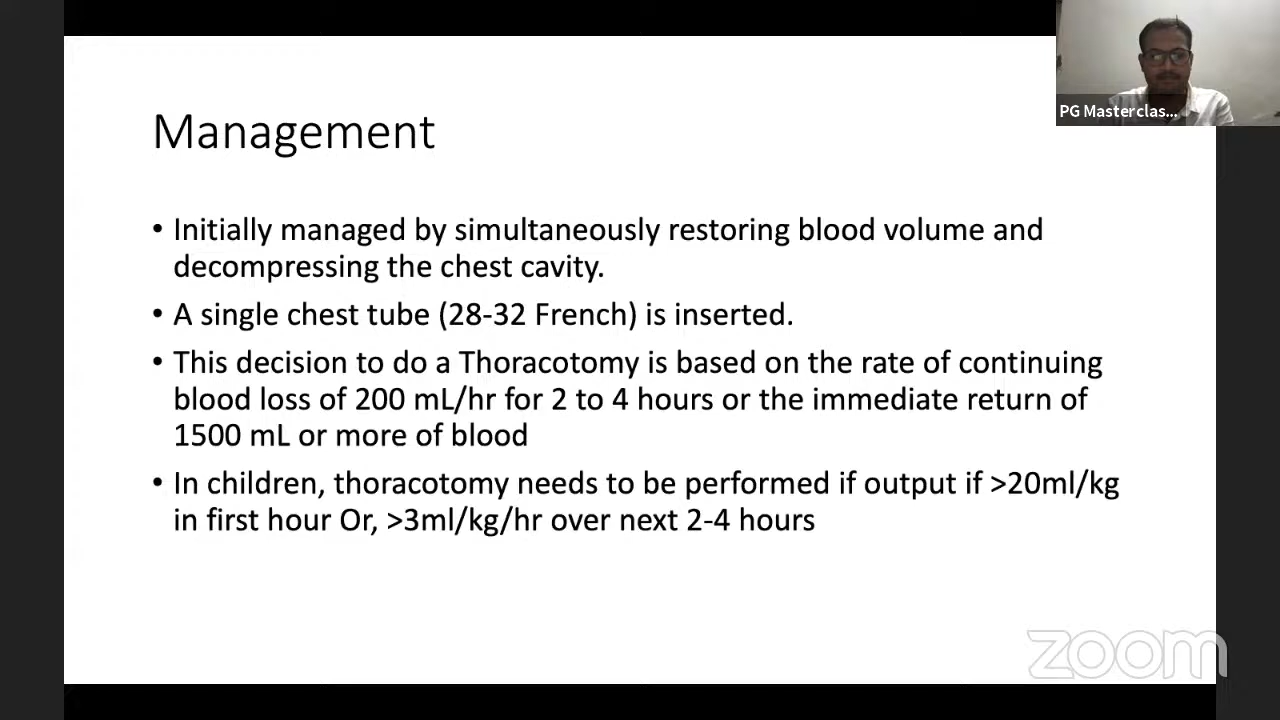 PG Masterclas...
Management
• Initially managed by simultaneously restoring blood volume and
decompressing the chest cavity.
• A single chest tube (28-32 French) is inserted.
• This decision to do a Thoracotomy is based on the rate of continuing
blood loss of 200 mL/hr for 2 to 4 hours or the immediate return of
1500 mL or more of blood
• In children, thoracotomy needs to be performed if output if >20ml/kg
in first hour Or, >3ml/kg/hr over next 2-4 hours
zoom